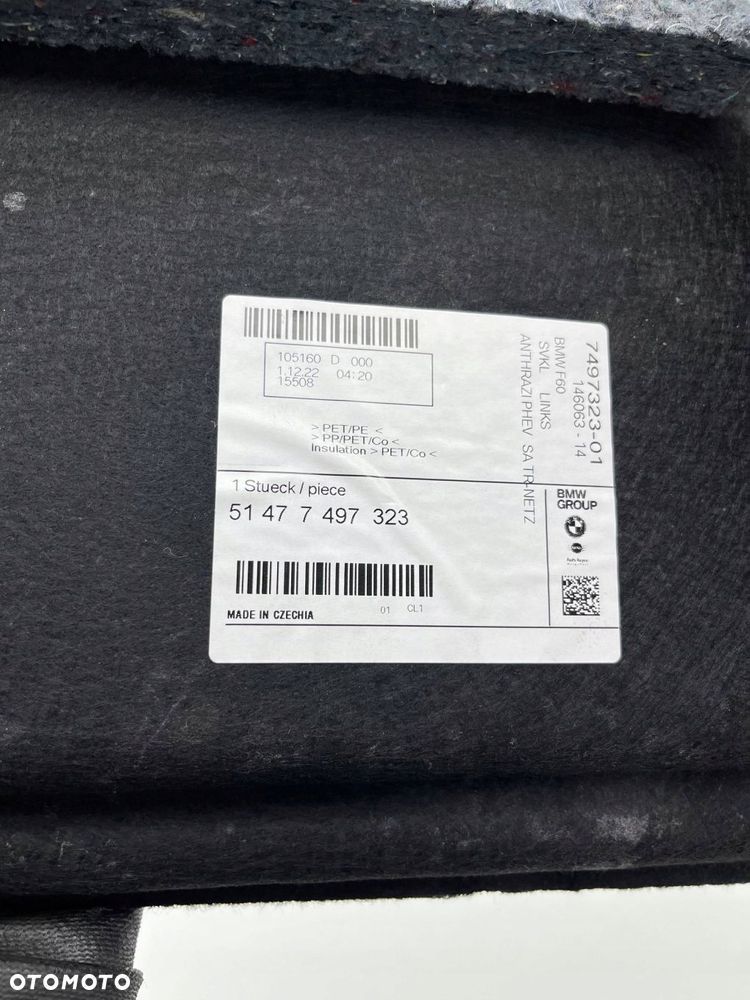 105160 D 000
1.12.22 04:20
15508
> PET/PE <
> PP/PET/Co <
Insulation > PET/Co <
7497323-01
146063 - 14
BMW F60
SVKL LINKS
ANTHRAZI PHEV SA TR-NETZ
1 Stueck / piece
51 47 7 497 323
BMW
GROUP
MADE IN CZECHIA
01 CL1
OTOMOTO